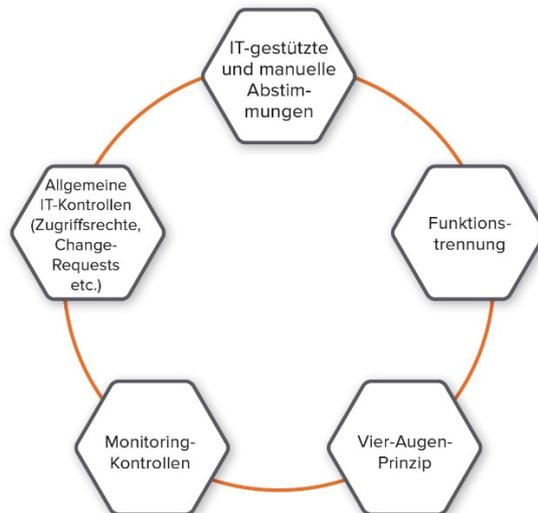 IT-gestützte
und manuelle
Abstim-
mungen
Funktions-
trennung
Vier-Augen-
Prinzip
Monitoring-
Kontrollen
Allgemeine
IT-Kontrollen
(Zugriffsrechte,
Change-
Requests
etc.)